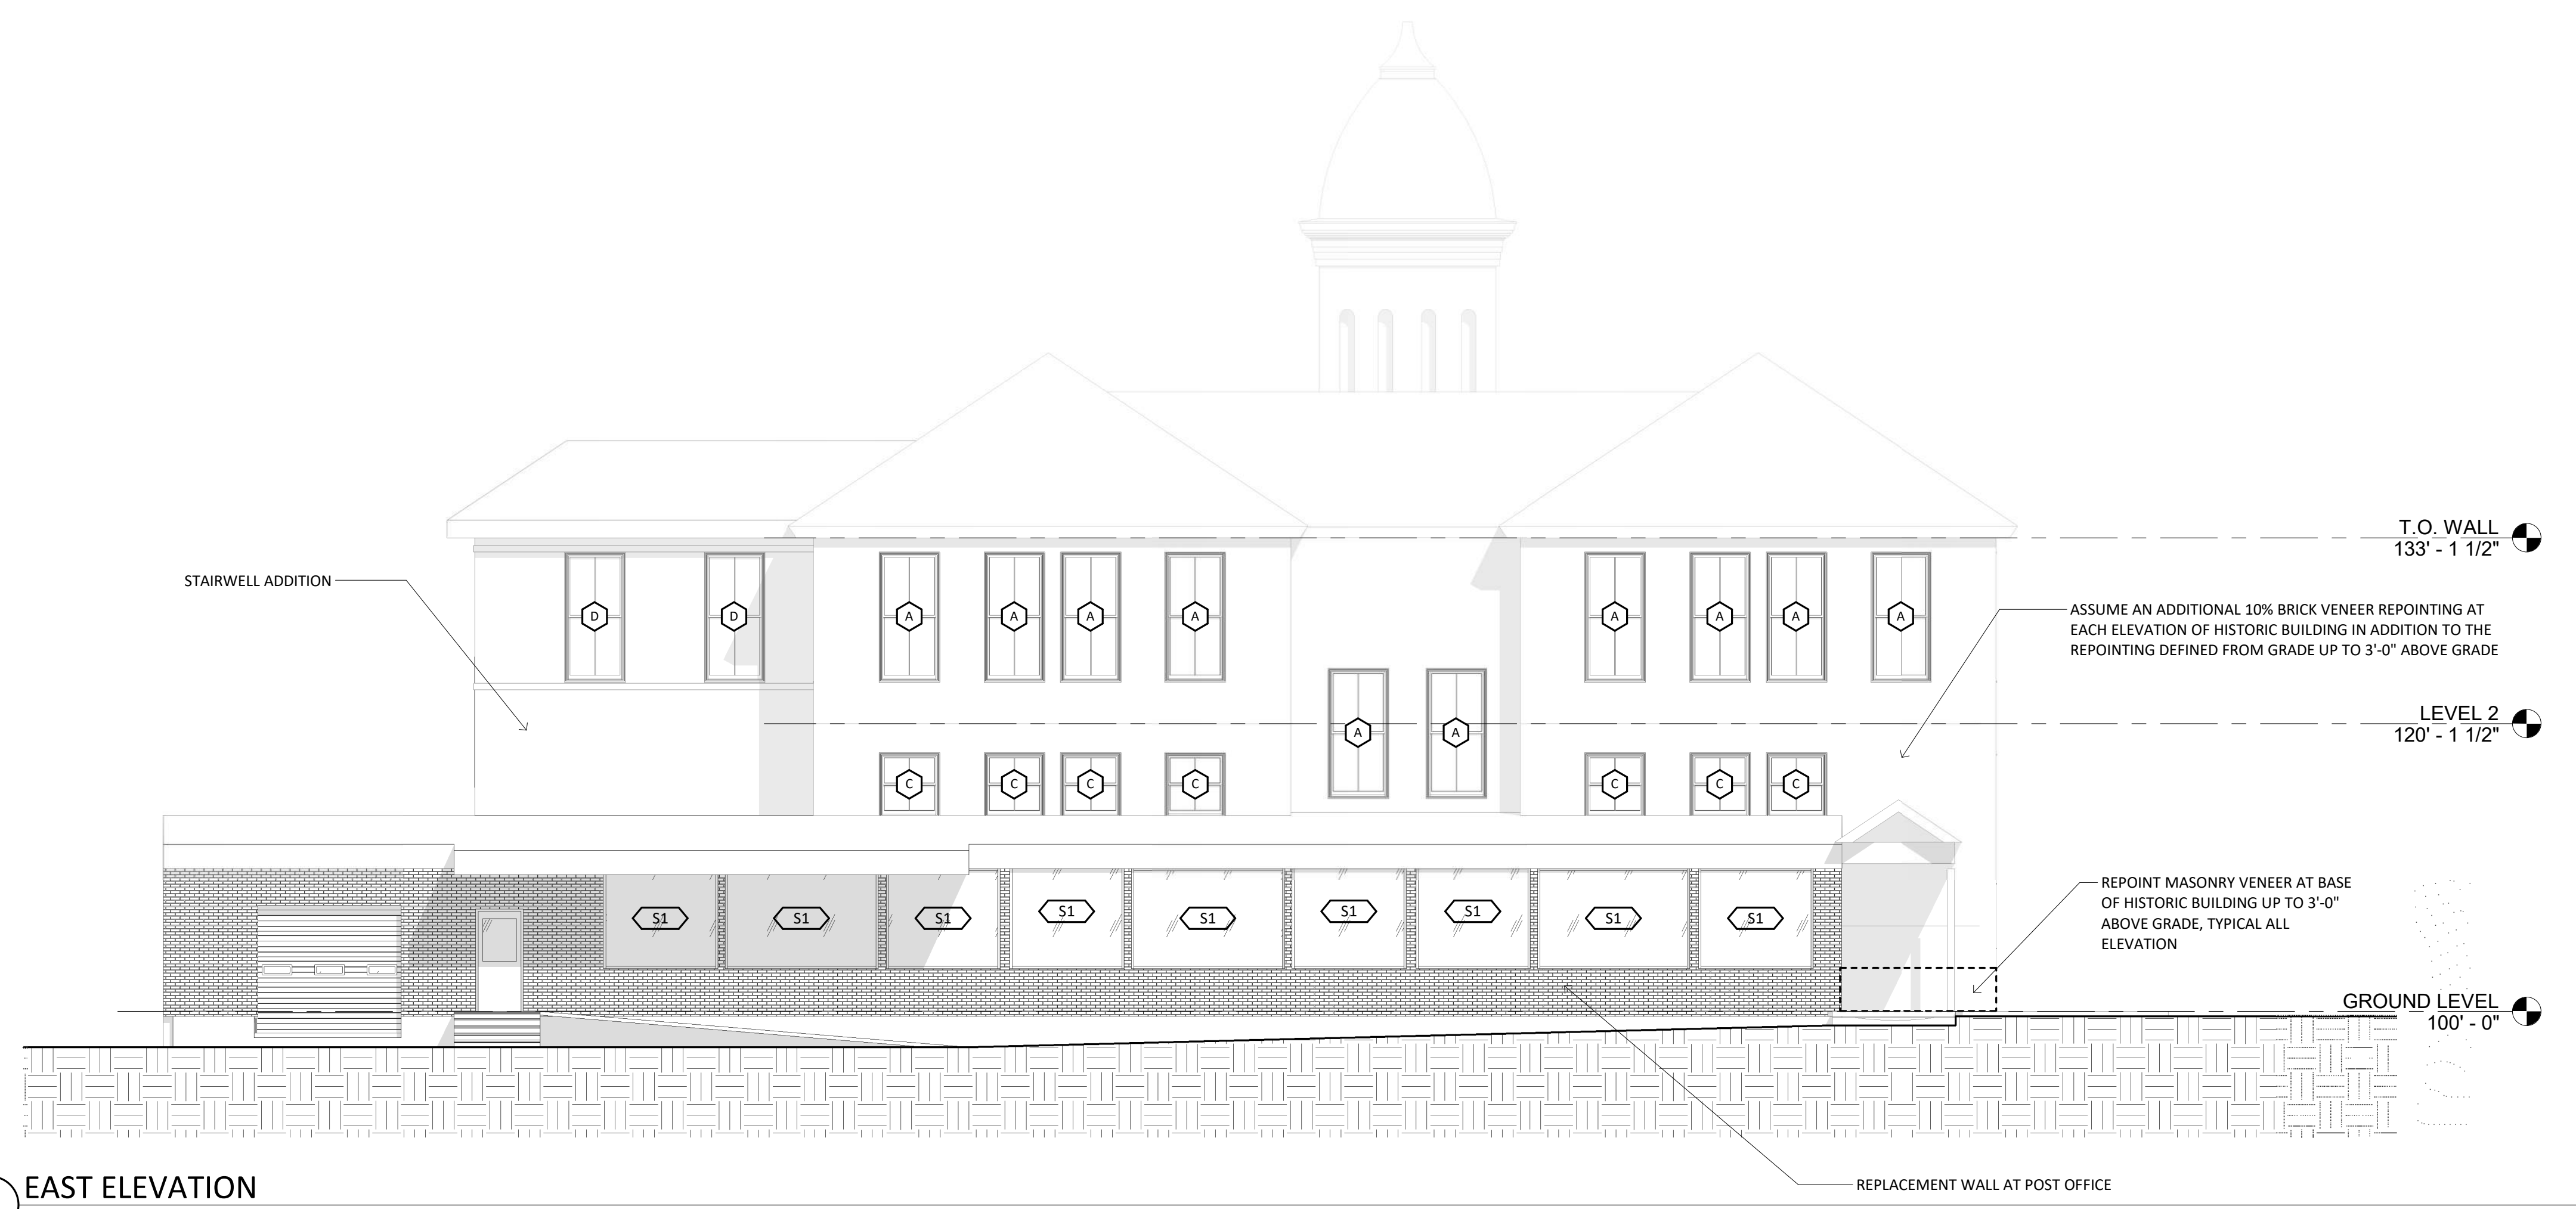 T.O. WALL
133' - 1 1/2"
STAIRWELL ADDITION
D D A A A A A A A A
ASSUME AN ADDITIONAL 10% BRICK VENEER REPOINTING AT
EACH ELEVATION OF HISTORIC BUILDING IN ADDITION TO THE
REPOINTING DEFINED FROM GRADE UP TO 3'-0" ABOVE GRADE
LEVEL 2
120' - 1 1/2"
A A
C C C C C C C
REPOINT MASONRY VENEER AT BASE
OF HISTORIC BUILDING UP TO 3'-0"
ABOVE GRADE, TYPICAL ALL
ELEVATION
S1 S1 S1 S1 S1 S1 S1 S1 S1
GROUND LEVEL
100' - 0"
EAST ELEVATION
REPLACEMENT WALL AT POST OFFICE